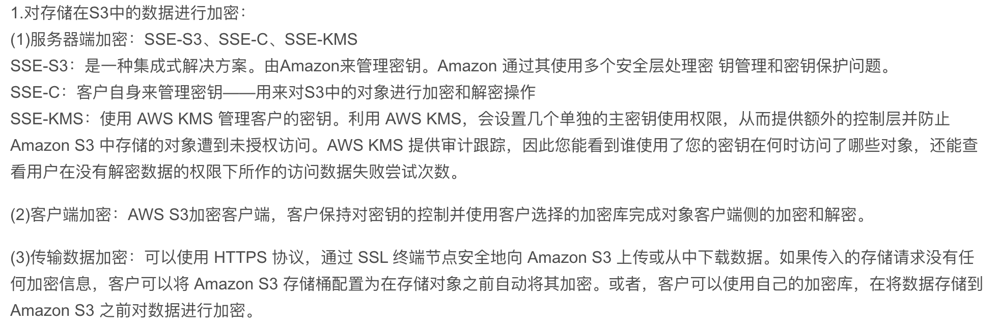 1.对存储在S3中的数据进行加密：
(1)服务器端加密：SSE-S3、SSE-C、SSE-KMS
SSE-S3：是一种集成式解决方案。由Amazon来管理密钥。Amazon 通过其使用多个安全层处理密 钥管理和密钥保护问题。
SSE-C：客户自身来管理密钥——用来对S3中的对象进行加密和解密操作
SSE-KMS：使用 AWS KMS 管理客户的密钥。利用 AWS KMS，会设置几个单独的主密钥使用权限，从而提供额外的控制层并防止
Amazon S3 中存储的对象遭到未授权访问。AWS KMS 提供审计跟踪，因此您能看到谁使用了您的密钥在何时访问了哪些对象，还能查
看用户在没有解密数据的权限下所作的访问数据失败尝试次数。
(2)客户端加密：AWS S3加密客户端，客户保持对密钥的控制并使用客户选择的加密库完成对象客户端侧的加密和解密。
(3)传输数据加密：可以使用 HTTPS 协议，通过 SSL 终端节点安全地向 Amazon S3 上传或从中下载数据。如果传入的存储请求没有任
何加密信息，客户可以将 Amazon S3 存储桶配置为在存储对象之前自动将其加密。或者，客户可以使用自己的加密库，在将数据存储到
Amazon S3 之前对数据进行加密。